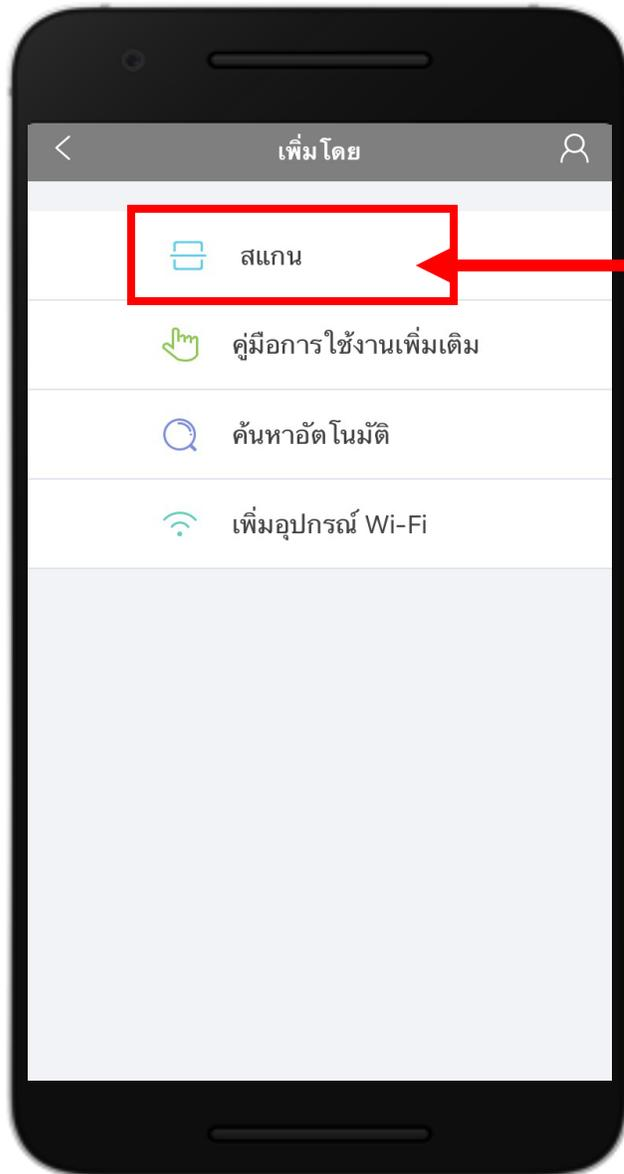 เพิ่มโดย
สแกน
คู่มือการใช้งานเพิ่มเติม
ค้นหาอัตโนมัติ
เพิ่มอุปกรณ์ Wi-Fi